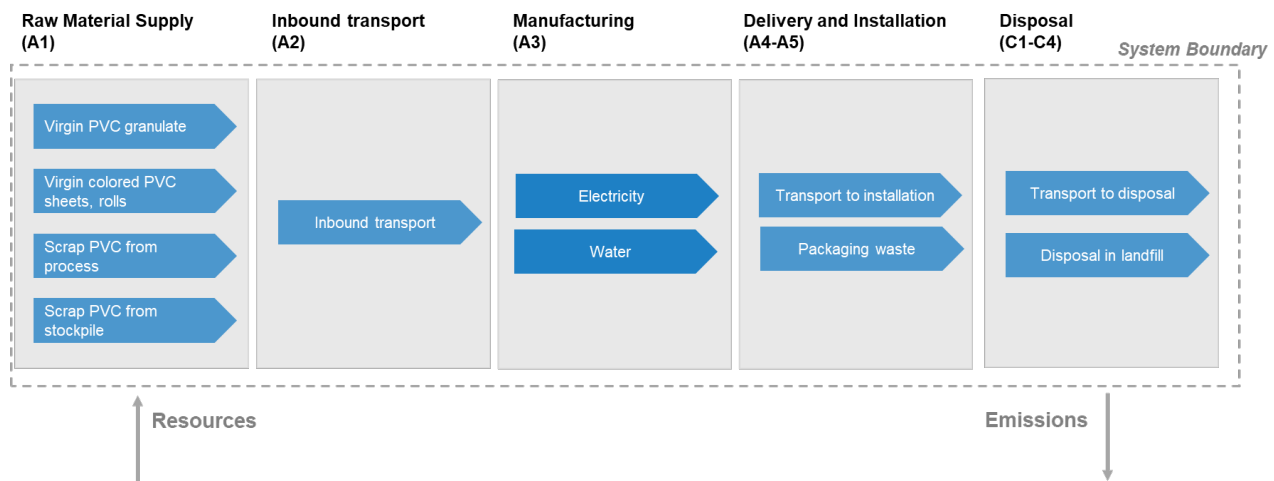 Raw Material Supply
(A1)
Inbound transport
(A2)
Manufacturing
(A3)
Delivery and Installation
(A4-A5)
Disposal
(C1-C4)
System Boundary
Virgin PVC granulate
Virgin colored PVC
sheets, rolls
Scrap PVC from
process
Scrap PVC from
stockpile
Inbound transport
Electricity
Water
Transport to installation
Packaging waste
Transport to disposal
Disposal in landfill
Resources
Emissions